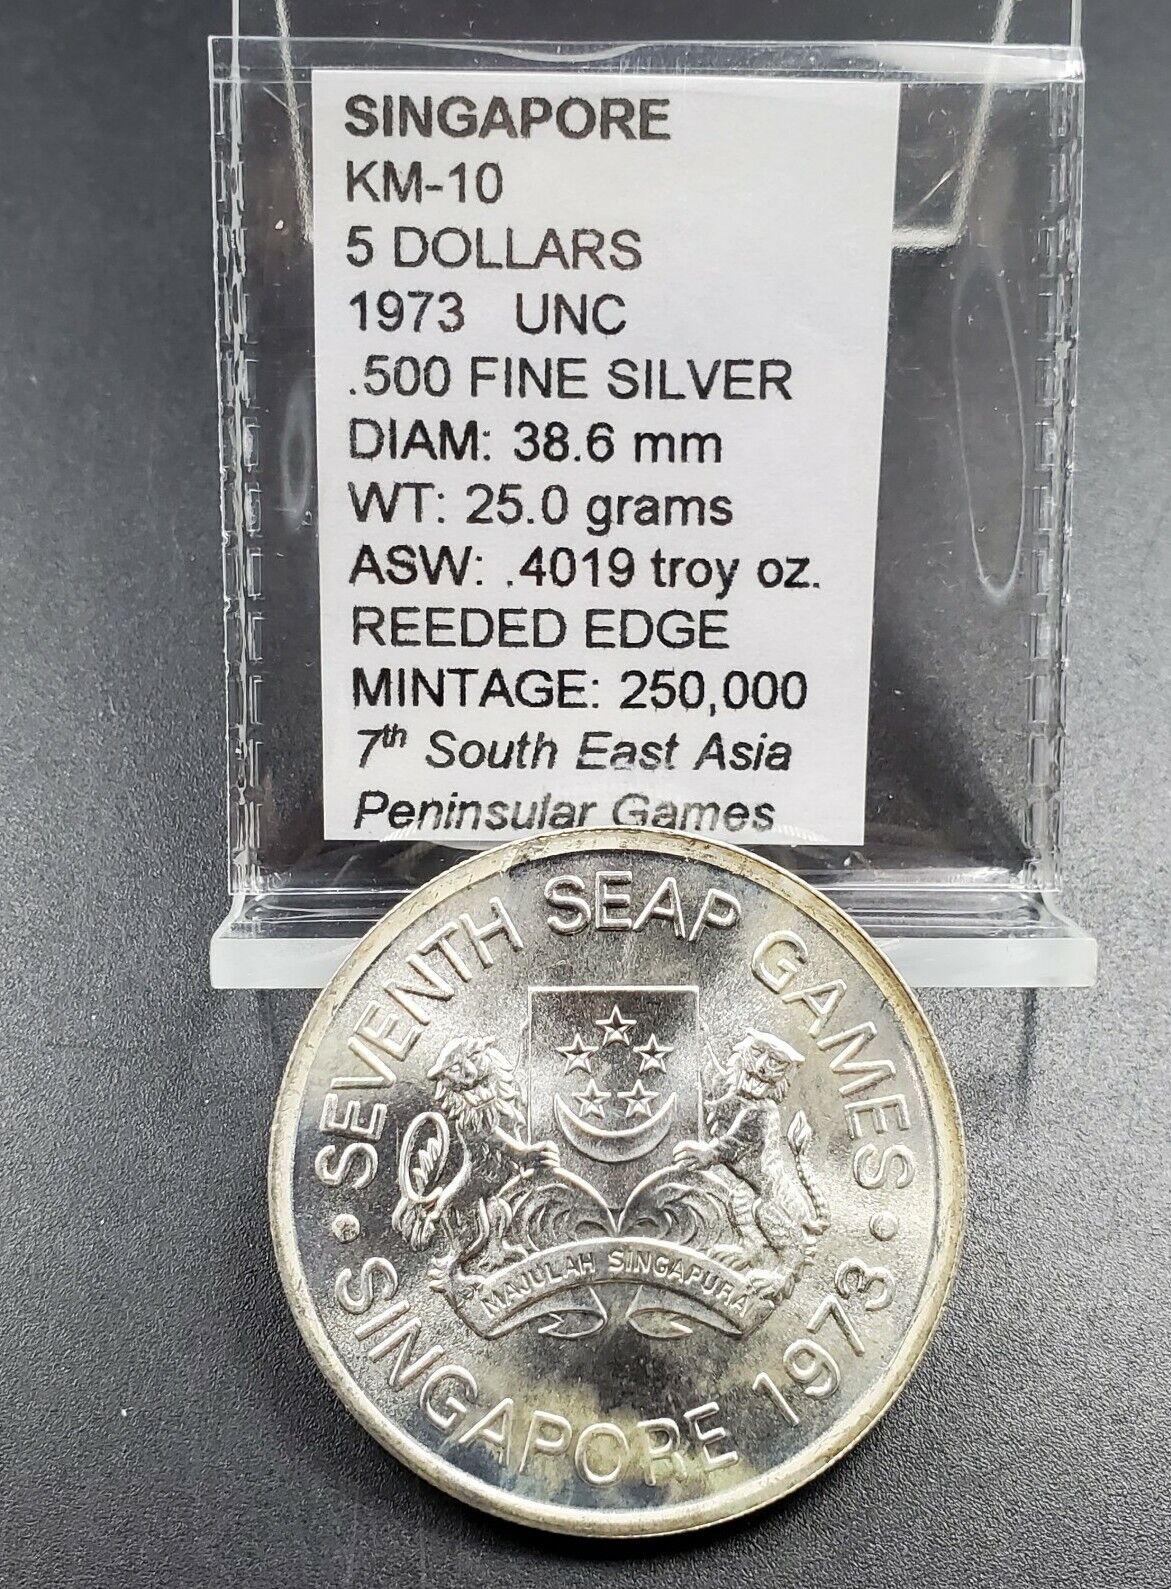 SINGAPORE
KM-10
5 DOLLARS
1973 UNC
.500 FINE SILVER
DIAM: 38.6 mm
WT: 25.0 grams
ASW: .4019 troy oz.
REEDED EDGE
MINTAGE: 250,000
7th South East Asia
Peninsular Games
• SEVENTH SEAP GAMES •
MAJULAH SINGAPURA
SINGAPORE 1973